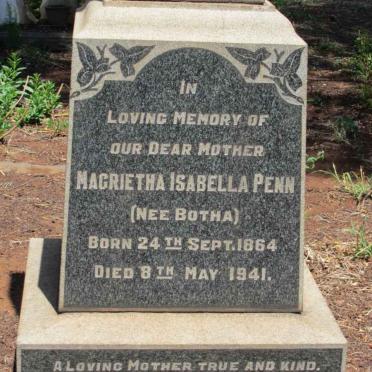 IN
LOVING MEMORY OF
OUR DEAR MOTHER
MAGRIETHA ISABELLA PENN
(NEE BOTHA)
BORN 24TH SEPT. 1864
DIED 8TH MAY 1941.
A LOVING MOTHER TRUE AND KIND.